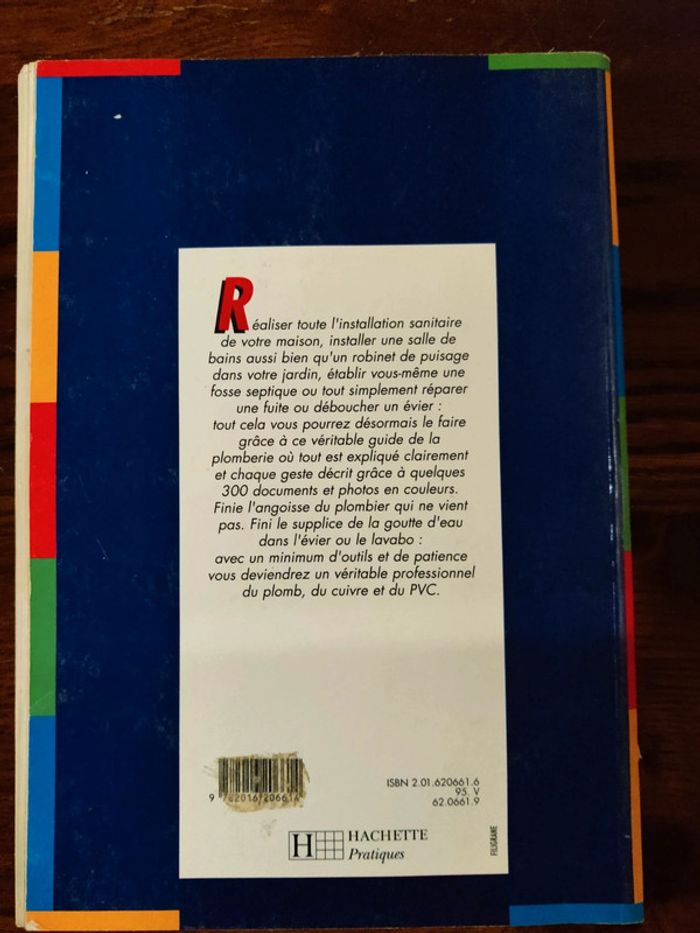 Réaliser toute l'installation sanitaire
de votre maison, installer une salle de
bains aussi bien qu'un robinet de puisage
dans votre jardin, établir vous-même une
fosse septique ou tout simplement réparer
une fuite ou déboucher un évier :
tout cela vous pourrez désormais le faire
grâce à ce véritable guide de la
plomberie où tout est expliqué clairement
et chaque geste décrit grâce à quelques
300 documents et photos en couleurs.
Finie l'angoisse du plombier qui ne vient
pas. Fini le supplice de la goutte d'eau
dans l'évier ou le lavabo :
avec un minimum d'outils et de patience
vous deviendrez un véritable professionnel
du plomb, du cuivre et du PVC.
ISBN 2.01.620661.6
95. V
62.0661.9
H HACHETTE
Pratiques
FILIGRANE